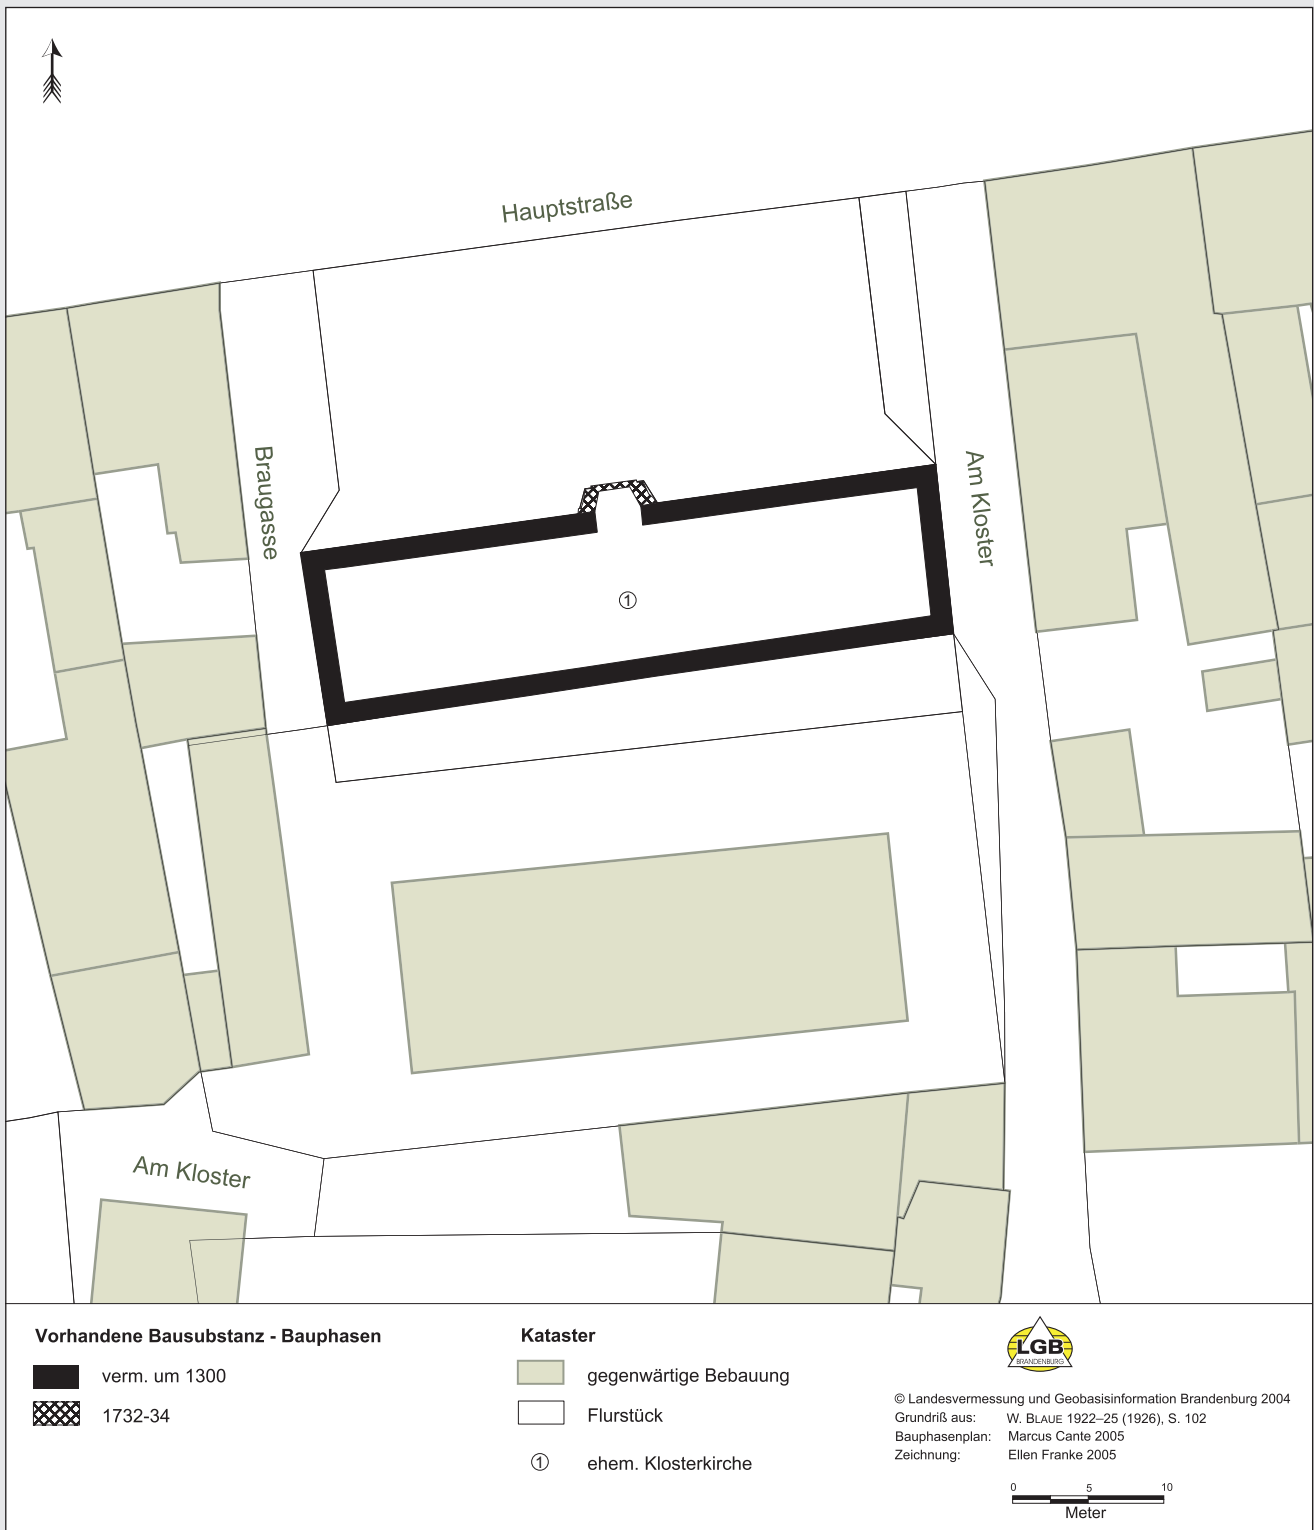 Hauptstraße
Braugasse
Am Kloster
①
Am Kloster
Vorhandene Bausubstanz - Bauphasen
verm. um 1300
1732-34
Kataster
gegenwärtige Bebauung
Flurstück
① ehem. Klosterkirche
LGB
BRANDENBURG
© Landesvermessung und Geobasisinformation Brandenburg 2004
Grundriß aus: W. BLAUE 1922–25 (1926), S. 102
Bauphasenplan: Marcus Cante 2005
Zeichnung: Ellen Franke 2005
0 5 10
Meter